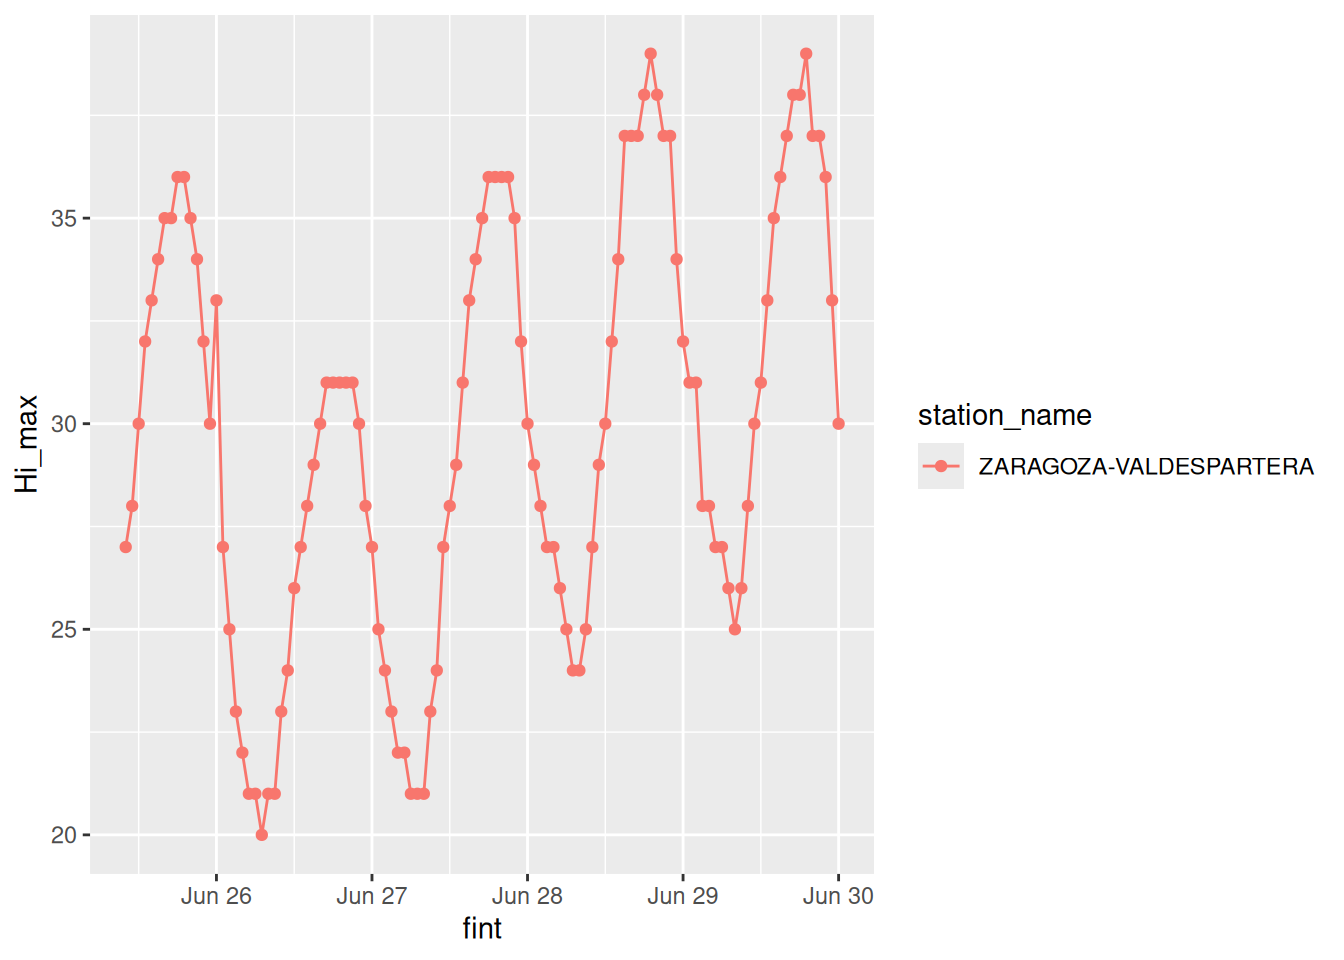 Hi_max
35
30
25
20
Jun 26
Jun 27
Jun 28
Jun 29
Jun 30
fint
station_name
ZARAGOZA-VALDESPARTERA